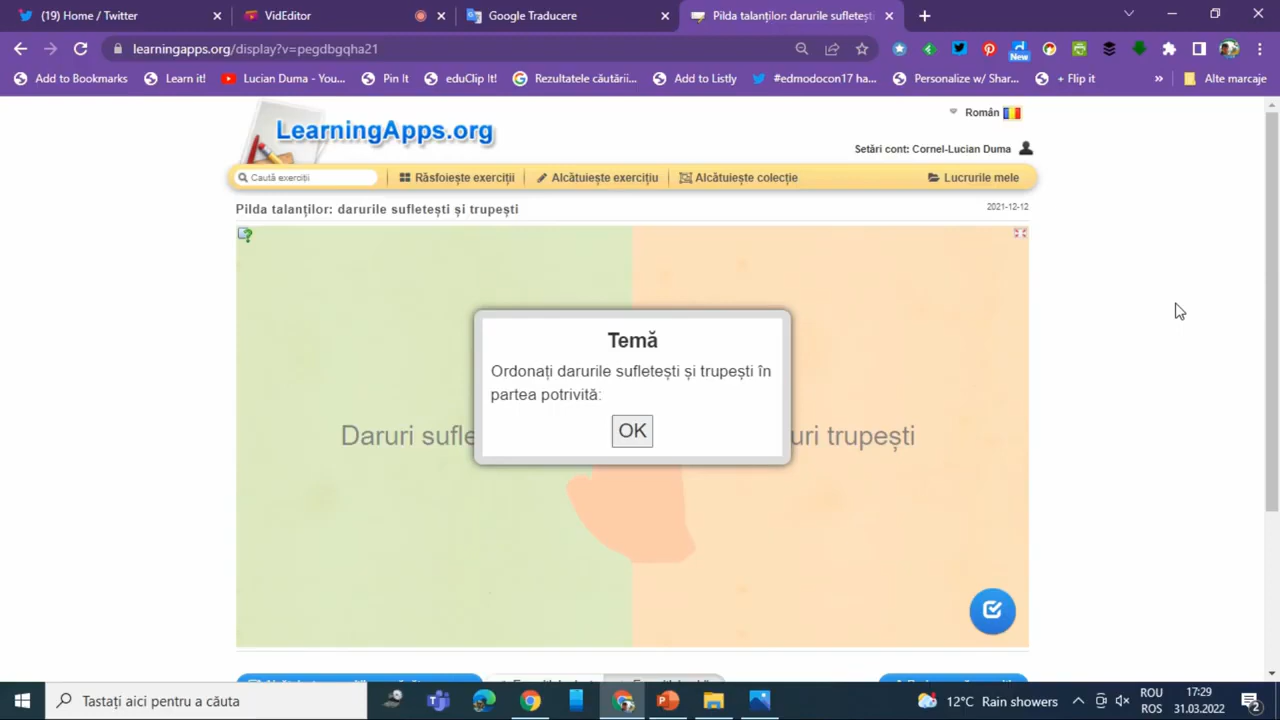 (19) Home / Twitter
VidEditor
Google Traducere
Pilda talanților: darurile sufletești
learningapps.org/display?v=pegdbgqha21
New
Add to Bookmarks
Learn it!
Lucian Duma - You...
Pin It
eduClip It!
Rezultatele căutării...
Add to Listly
#edmodocon17 ha...
Personalize w/ Shar...
+ Flip it
»
Alte marcaje
LearningApps.org
Român
Setări cont: Cornel-Lucian Duma
Caută exerciții
Răsfoiește exerciții
Alcătuiește exercițiu
Alcătuiește colecție
Lucrurile mele
Pilda talanților: darurile sufletești și trupești
2021-12-12
Temă
Ordonați darurile sufletești și trupești în
partea potrivită:
OK
Daruri sufle
uri trupești
Tastați aici pentru a căuta
12°C Rain showers
ROU
ROS
17:29
31.03.2022
2